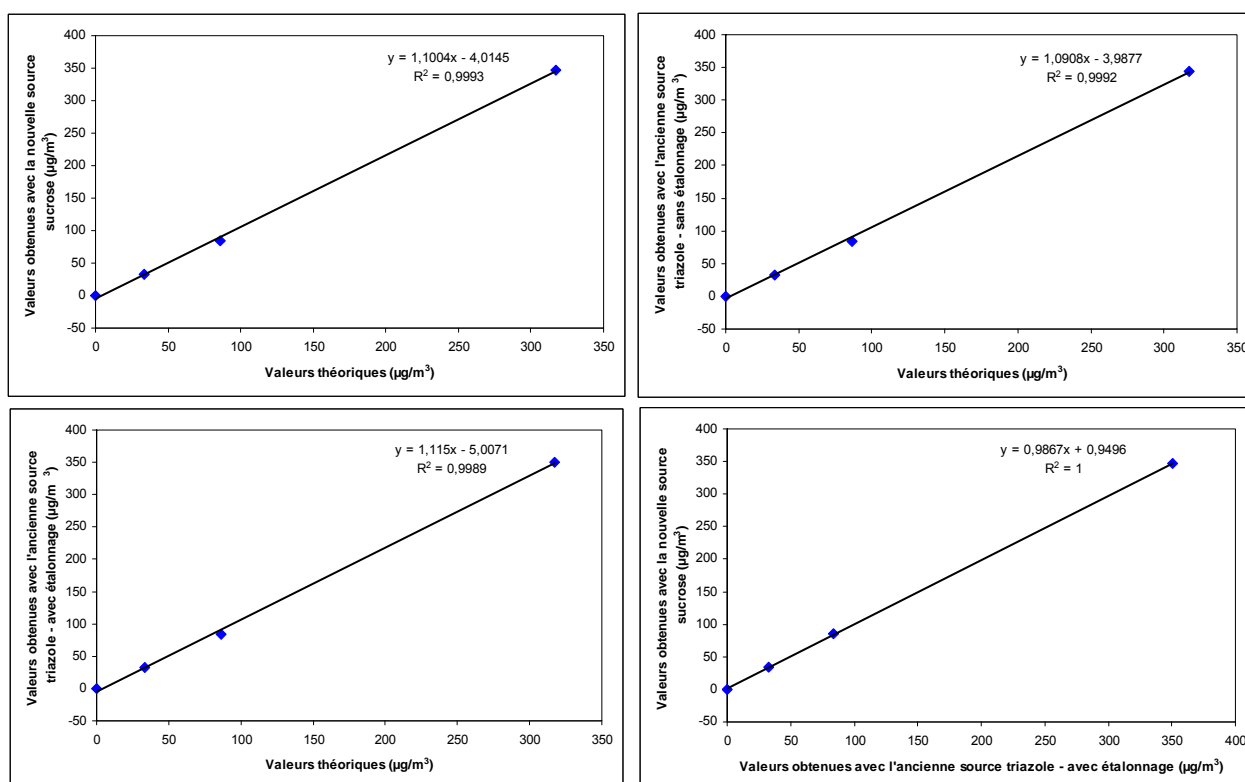 400
350
300
250
200
150
100
50
0
-50
y = 1,1004x - 4,0145
R² = 0,9993
Valeurs obtenues avec la nouvelle source
sucrose (µg/m³)
0 50 100 150 200 250 300 350
Valeurs théoriques (µg/m³)
400
350
300
250
200
150
100
50
0
-50
y = 1,0908x - 3,9877
R² = 0,9992
Valeurs obtenues avec l'ancienne source
triazole - sans étalonnage (µg/m³)
0 50 100 150 200 250 300 350
Valeurs théoriques (µg/m³)
400
350
300
250
200
150
100
50
0
-50
y = 1,115x - 5,0071
R² = 0,9989
Valeurs obtenues avec l'ancienne source
triazole - avec étalonnage (µg/m ³)
0 50 100 150 200 250 300 350
Valeurs théoriques (µg/m³)
400
350
300
250
200
150
100
50
0
-50
y = 0,9867x + 0,9496
R² = 1
Valeurs obtenues avec la nouvelle source
sucrose (µg/m³)
0 50 100 150 200 250 300 350 400
Valeurs obtenues avec l'ancienne source triazole - avec étalonnage (µg/m³)